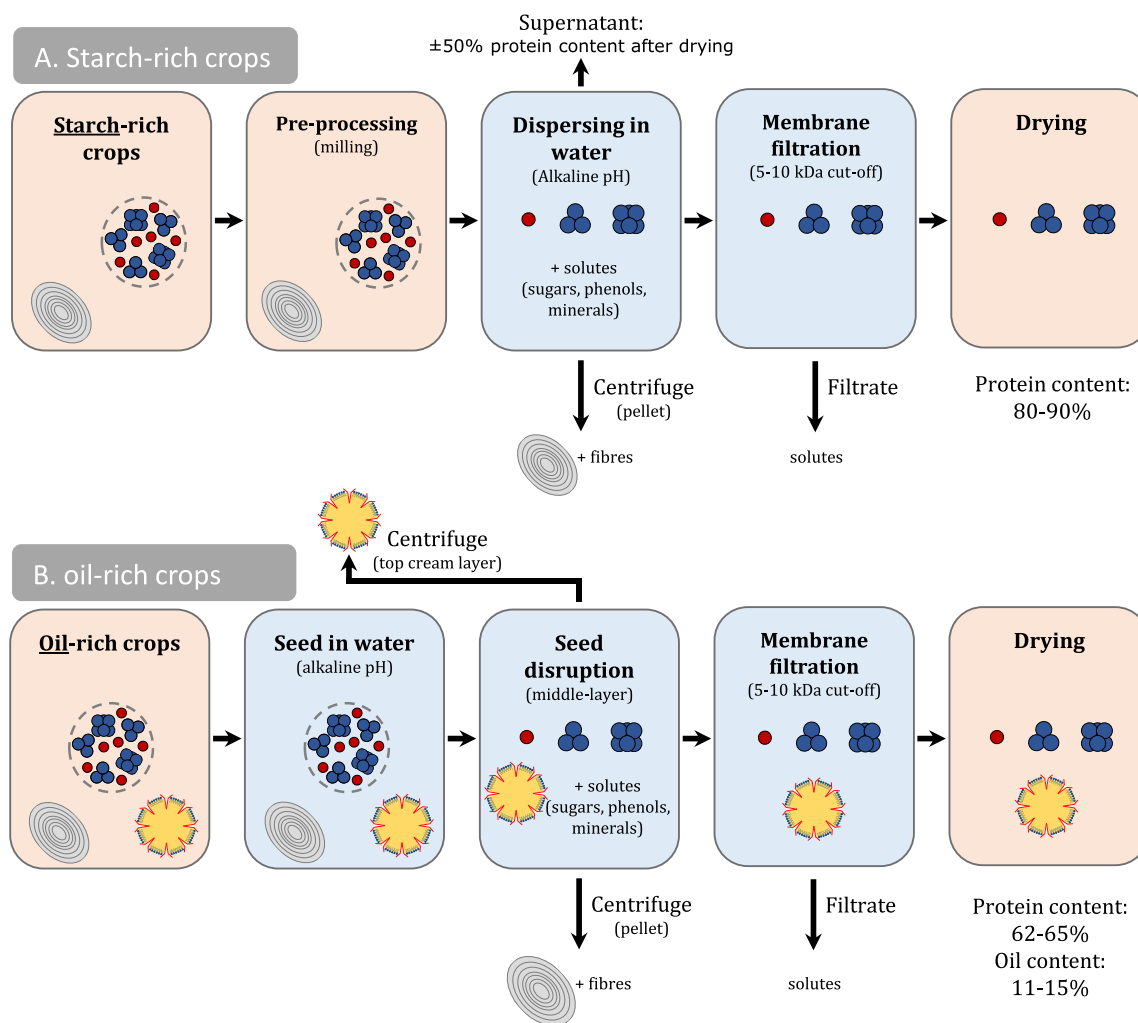 Supernatant:
±50% protein content after drying
A. Starch-rich crops
Starch-rich
crops
Pre-processing
(milling)
Dispersing in
water
(Alkaline pH)
+ solutes
(sugars, phenols,
minerals)
Membrane
filtration
(5-10 kDa cut-off)
Drying
Centrifuge
(pellet)
+ fibres
Filtrate
solutes
Protein content:
80-90%
Centrifuge
(top cream layer)
B. oil-rich crops
Oil-rich crops
Seed in water
(alkaline pH)
Seed
disruption
(middle-layer)
+ solutes
(sugars, phenols,
minerals)
Membrane
filtration
(5-10 kDa cut-off)
Drying
Centrifuge
(pellet)
+ fibres
Filtrate
solutes
Protein content:
62-65%
Oil content:
11-15%